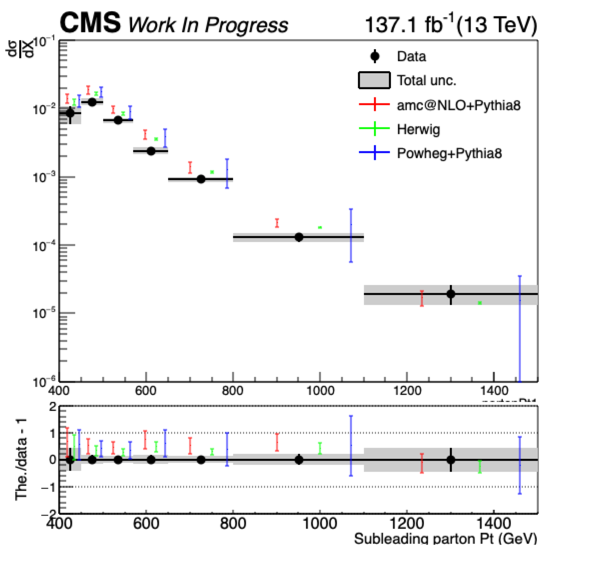 CMS Work In Progress 137.1 fb⁻¹(13 TeV)
dσ
dX
10⁻¹
10⁻²
10⁻³
10⁻⁴
10⁻⁵
10⁻⁶
Data
Total unc.
amc@NLO+Pythia8
Herwig
Powheg+Pythia8
400 600 800 1000 1200 1400
The./data - 1
2
1
0
−1
−2
400 600 800 1000 1200 1400
Subleading parton Pt (GeV)